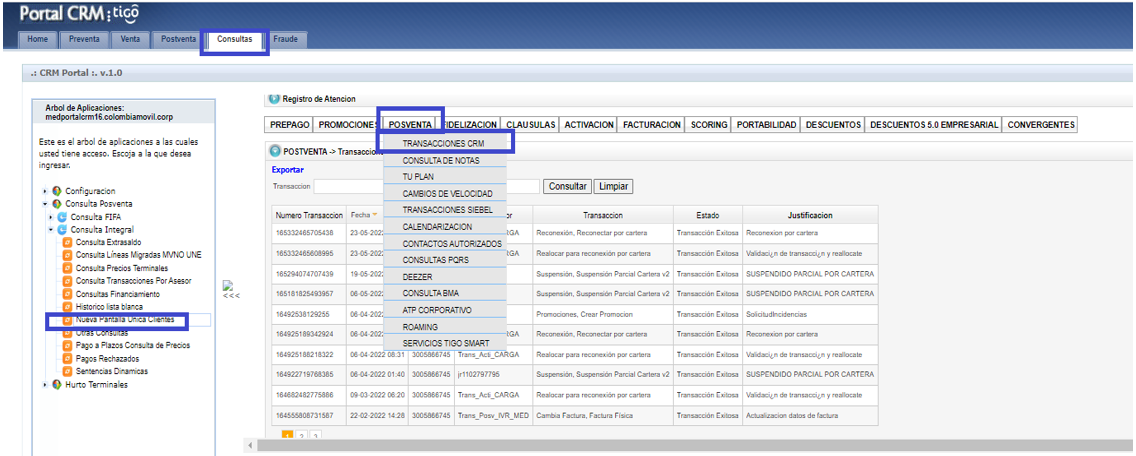 Portal CRM: tigo
Home Preventa Venta Postventa Consultas Fraude
.: CRM Portal :. v.1.0
Arbol de Aplicaciones:
medportalcrm16.colombiamovil.corp
Este es el arbol de aplicaciones a las cuales
usted tiene acceso. Escoja a la que desea
ingresar.
Configuracion
Consulta Posventa
Consulta FIFA
Consulta Integral
Consulta Extrasaldo
Consulta Líneas Migradas MVNO UNE
Consulta Precios Terminales
Consulta Transacciones Por Asesor
Consultas Financiamiento
Historico lista blanca
Nueva Pantalla Unica Clientes
Otras Consultas
Pago a Plazos Consulta de Precios
Pagos Rechazados
Sentencias Dinamicas
Hurto Terminales
<<<
Registro de Atencion
PREPAGO PROMOCIONES POSVENTA FIDELIZACION CLAUSULAS ACTIVACION FACTURACION SCORING PORTABILIDAD DESCUENTOS DESCUENTOS 5.0 EMPRESARIAL CONVERGENTES
POSTVENTA -> Transaccion
TRANSACCIONES CRM
CONSULTA DE NOTAS
TU PLAN
CAMBIOS DE VELOCIDAD
TRANSACCIONES SIEBEL
CALENDARIZACION
CONTACTOS AUTORIZADOS
CONSULTAS PQRS
DEEZER
CONSULTA BMA
ATP CORPORATIVO
ROAMING
SERVICIOS TIGO SMART
Exportar
Transaccion Consultar Limpiar
Numero Transaccion Fecha or Transaccion Estado Justificacion
165332465705438 23-05-202 RGA Reconexión, Reconectar por cartera Transacción Exitosa Reconexion por cartera
165332465608995 23-05-202 RGA Realocar para reconexión por cartera Transacción Exitosa Validaci¿n de transacci¿n y reallocate
165294074707439 19-05-202 Suspensión, Suspensión Parcial Cartera v2 Transacción Exitosa SUSPENDIDO PARCIAL POR CARTERA
165181825493957 06-05-202 Suspensión, Suspensión Parcial Cartera v2 Transacción Exitosa SUSPENDIDO PARCIAL POR CARTERA
16492538129255 06-04-202 Promociones, Crear Promocion Transacción Exitosa SolicitudIncidencias
164925189342924 06-04-202 RGA Reconexión, Reconectar por cartera Transacción Exitosa Reconexion por cartera
164925188218322 06-04-2022 08:31 3005866745 Trans_Acti_CARGA Realocar para reconexión por cartera Transacción Exitosa Validaci¿n de transacci¿n y reallocate
164922719768385 06-04-2022 01:40 3005866745 jr1102797795 Suspensión, Suspensión Parcial Cartera v2 Transacción Exitosa SUSPENDIDO PARCIAL POR CARTERA
164682482775886 09-03-2022 06:20 3005866745 Trans_Acti_CARGA Realocar para reconexión por cartera Transacción Exitosa Validaci¿n de transacci¿n y reallocate
164555808731587 22-02-2022 14:28 3005866745 Trans_Posv_IVR_MED Cambia Factura, Factura Física Transacción Exitosa Actualizacion datos de factura
1 2 3